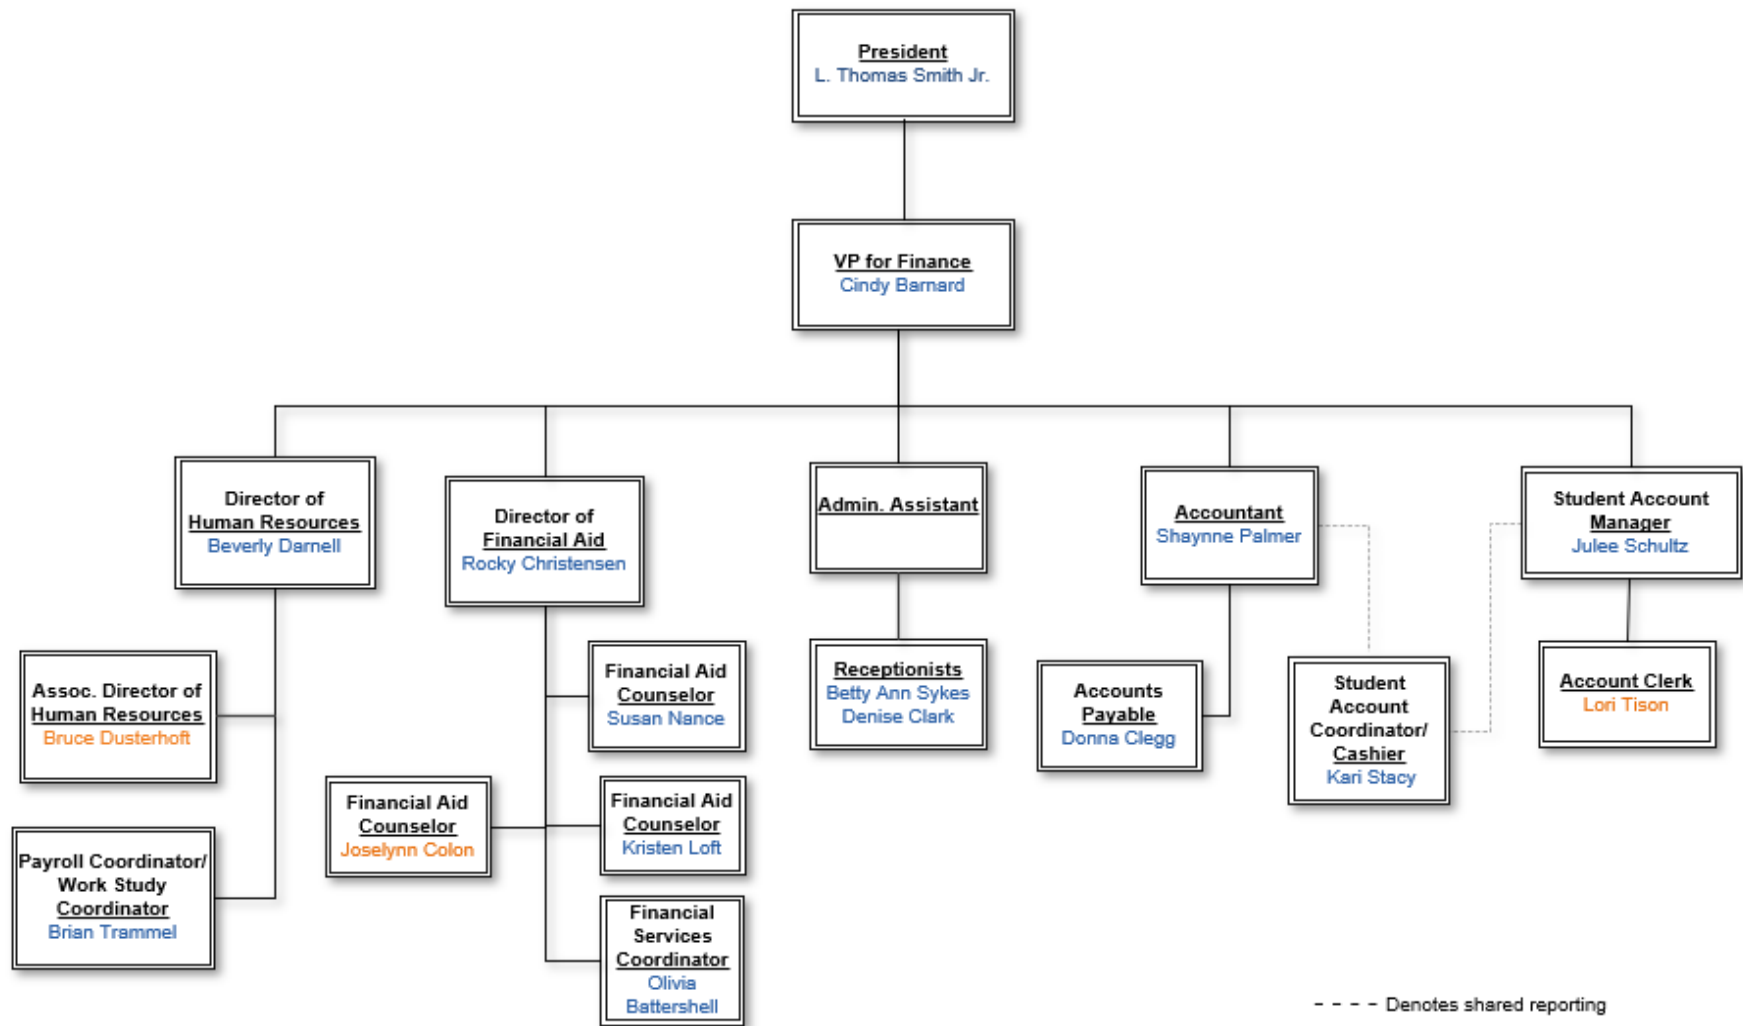 President
L. Thomas Smith Jr.
VP for Finance
Cindy Barnard
Director of
Human Resources
Beverly Darnell
Director of
Financial Aid
Rocky Christensen
Admin. Assistant
Accountant
Shaynne Palmer
Student Account
Manager
Julee Schultz
Assoc. Director of
Human Resources
Bruce Dusterhoft
Financial Aid
Counselor
Susan Nance
Receptionists
Betty Ann Sykes
Denise Clark
Accounts
Payable
Donna Clegg
Student
Account
Coordinator/
Cashier
Kari Stacy
Account Clerk
Lori Tison
Payroll Coordinator/
Work Study
Coordinator
Brian Trammel
Financial Aid
Counselor
Joselynn Colon
Financial Aid
Counselor
Kristen Loft
Financial
Services
Coordinator
Olivia
Battershell
- - - - Denotes shared reporting